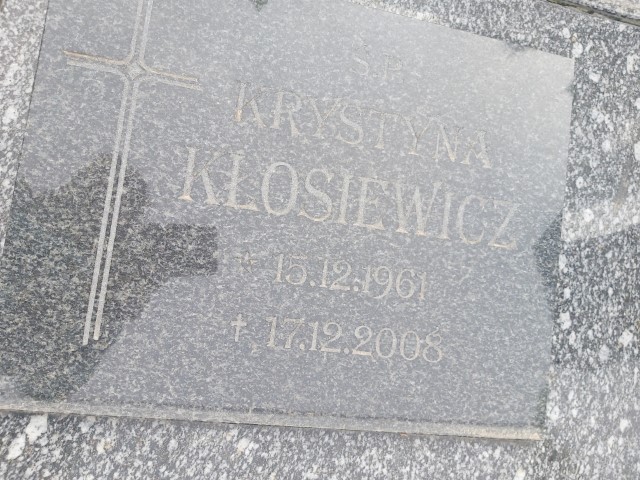 Ś.P.
KRYSTYNA
KŁOSIEWICZ
* 15.12.1961
† 17.12.2008